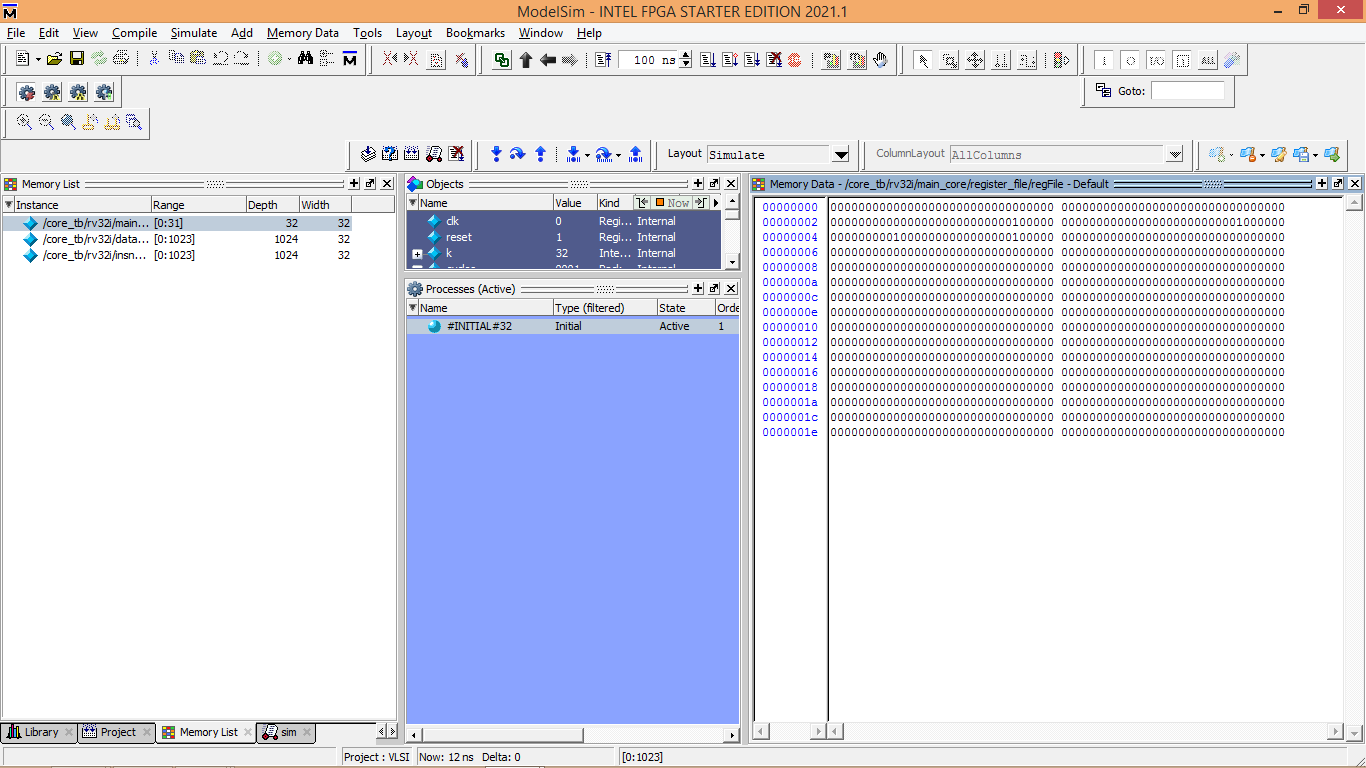 ModelSim - INTEL FPGA STARTER EDITION 2021.1
File Edit View Compile Simulate Add Memory Data Tools Layout Bookmarks Window Help
100 ns
Goto:
Layout Simulate ColumnLayout AllColumns
Memory List
Instance Range Depth Width
/core_tb/rv32i/main... [0:31] 32 32
/core_tb/rv32i/data... [0:1023] 1024 32
/core_tb/rv32i/insn... [0:1023] 1024 32
Objects
Name Value Kind Now
clk 0 Regi... Internal
reset 1 Regi... Internal
k 32 Inte... Internal
Processes (Active)
Name Type (filtered) State Orde
#INITIAL#32 Initial Active 1
Memory Data - /core_tb/rv32i/main_core/register_file/regFile - Default
00000000 00000000000000000000000000000000 00000000000000000000000000000000
00000002 00000000000000000000000000100000 00000000000000000000000001000000
00000004 00000000010000000000000000100000 00000000000000000000000000000000
00000006 00000000000000000000000000000000 00000000000000000000000000000000
00000008 00000000000000000000000000000000 00000000000000000000000000000000
0000000a 00000000000000000000000000000000 00000000000000000000000000000000
0000000c 00000000000000000000000000000000 00000000000000000000000000000000
0000000e 00000000000000000000000000000000 00000000000000000000000000000000
00000010 00000000000000000000000000000000 00000000000000000000000000000000
00000012 00000000000000000000000000000000 00000000000000000000000000000000
00000014 00000000000000000000000000000000 00000000000000000000000000000000
00000016 00000000000000000000000000000000 00000000000000000000000000000000
00000018 00000000000000000000000000000000 00000000000000000000000000000000
0000001a 00000000000000000000000000000000 00000000000000000000000000000000
0000001c 00000000000000000000000000000000 00000000000000000000000000000000
0000001e 00000000000000000000000000000000 00000000000000000000000000000000
Library Project Memory List sim
Project : VLSI Now: 12 ns Delta: 0 [0:1023]